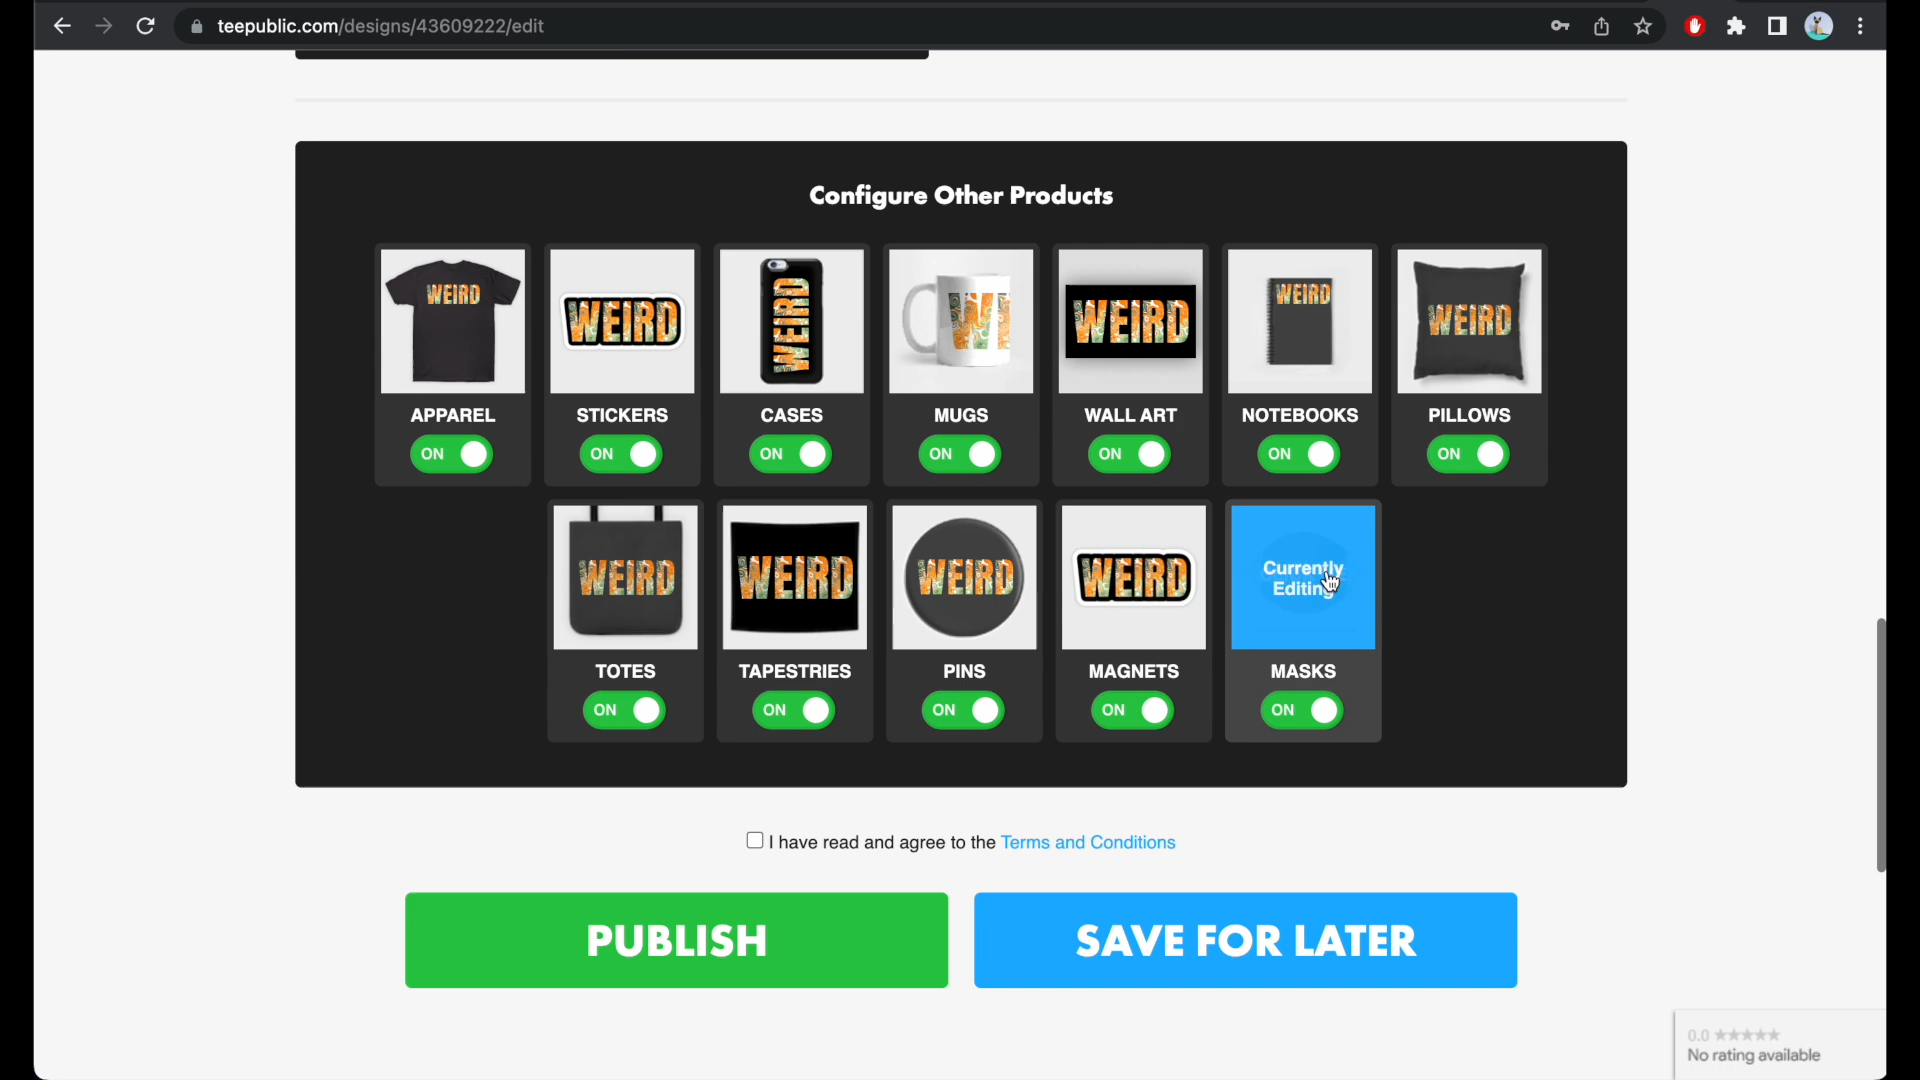 teepublic.com/designs/43609222/edit
Configure Other Products
WEIRD
WEIRD
WEIRD
WEIRD
WEIRD
WEIRD
APPAREL
STICKERS
CASES
MUGS
WALL ART
NOTEBOOKS
PILLOWS
ON
ON
ON
ON
ON
ON
ON
WEIRD
WEIRD
WEIRD
WEIRD
Currently
Editing
TOTES
TAPESTRIES
PINS
MAGNETS
MASKS
ON
ON
ON
ON
ON
I have read and agree to the Terms and Conditions
PUBLISH
SAVE FOR LATER
0.0 ★★★★★
No rating available